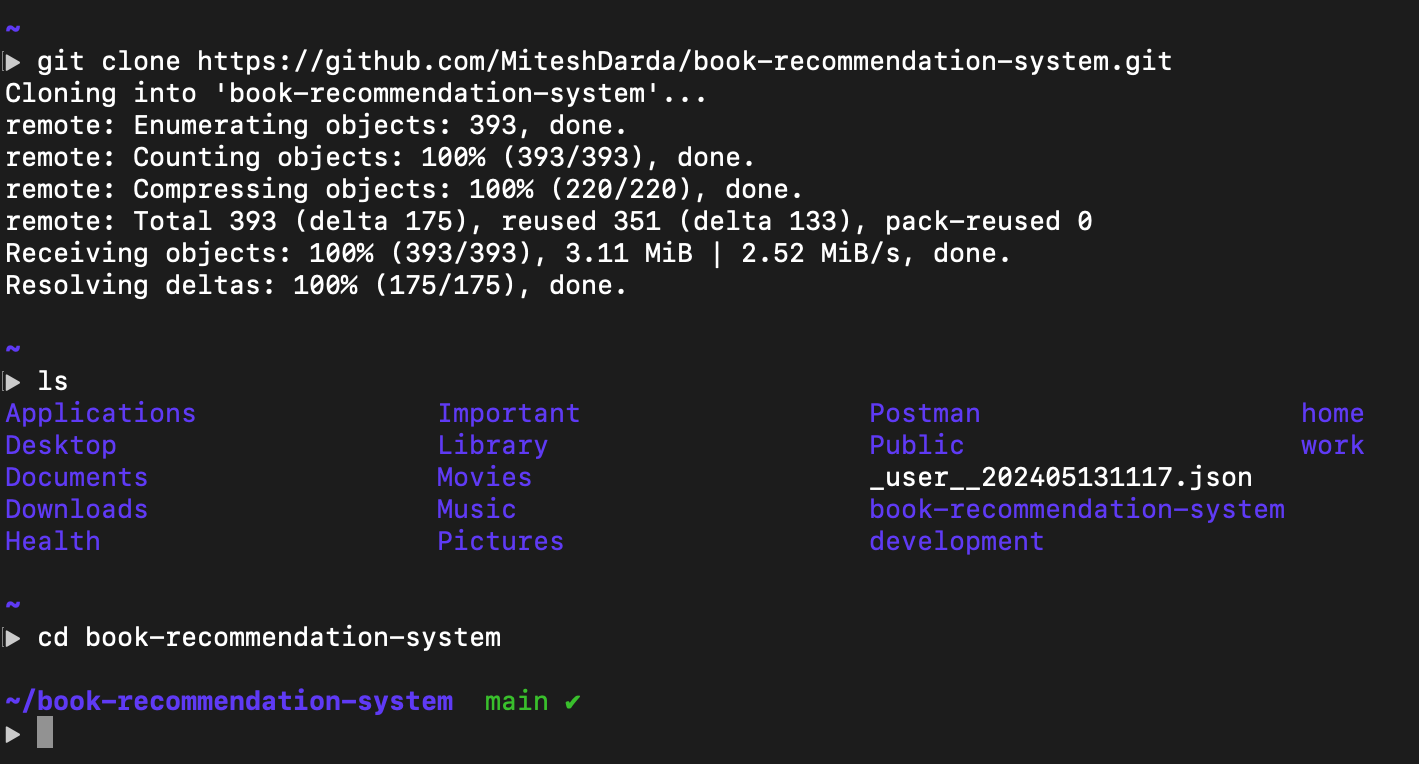 ~
▶ git clone https://github.com/MiteshDarda/book-recommendation-system.git
Cloning into 'book-recommendation-system'...
remote: Enumerating objects: 393, done.
remote: Counting objects: 100% (393/393), done.
remote: Compressing objects: 100% (220/220), done.
remote: Total 393 (delta 175), reused 351 (delta 133), pack-reused 0
Receiving objects: 100% (393/393), 3.11 MiB | 2.52 MiB/s, done.
Resolving deltas: 100% (175/175), done.
~
▶ ls
Applications Important Postman home
Desktop Library Public work
Documents Movies _user__202405131117.json
Downloads Music book-recommendation-system
Health Pictures development
~
▶ cd book-recommendation-system
~/book-recommendation-system main ✔
▶